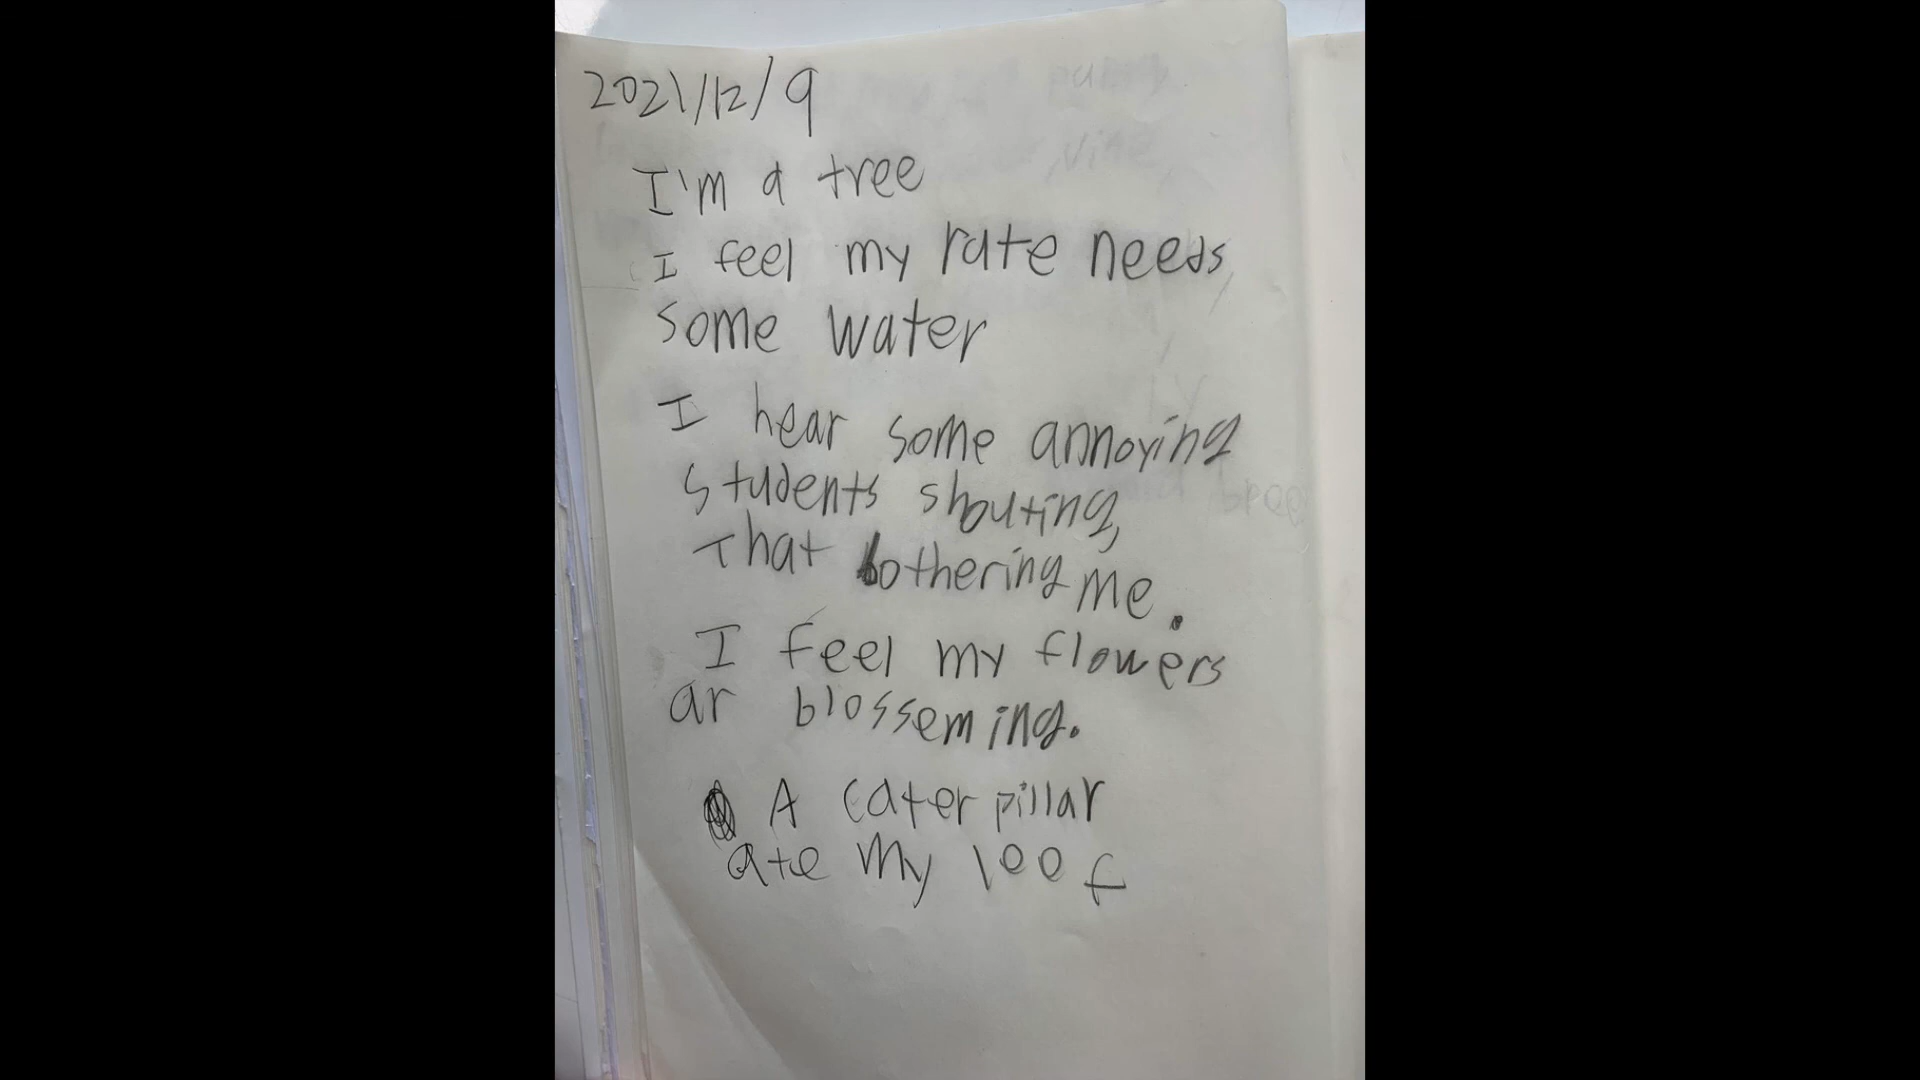 2021/12/9
I'm a tree
I feel my rute needs
some water
I hear some annoying
students shouting,
that bothering me.
I feel my flowers
ar blosseming.
A caterpillar
ate my leef